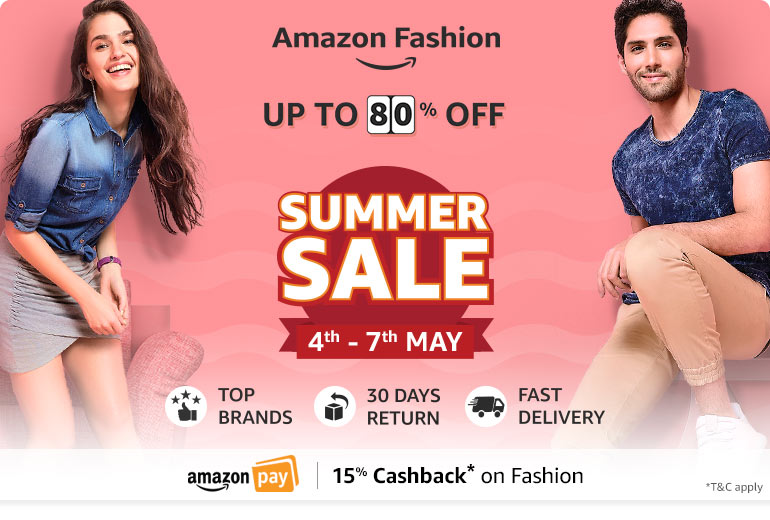 Amazon Fashion
UP TO 80% OFF
SUMMER
SALE
4th - 7th MAY
TOP
BRANDS
30 DAYS
RETURN
FAST
DELIVERY
amazon pay
15% Cashback* on Fashion
*T&C apply